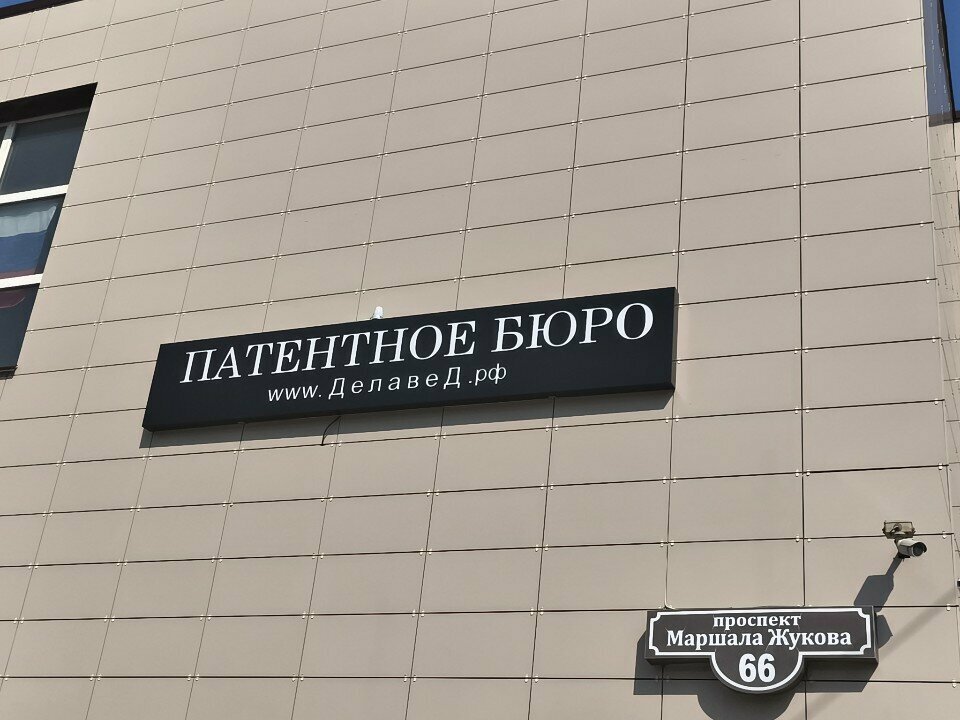 ПАТЕНТНОЕ БЮРО
www.ДелавеД.рф
проспект
Маршала Жукова
66